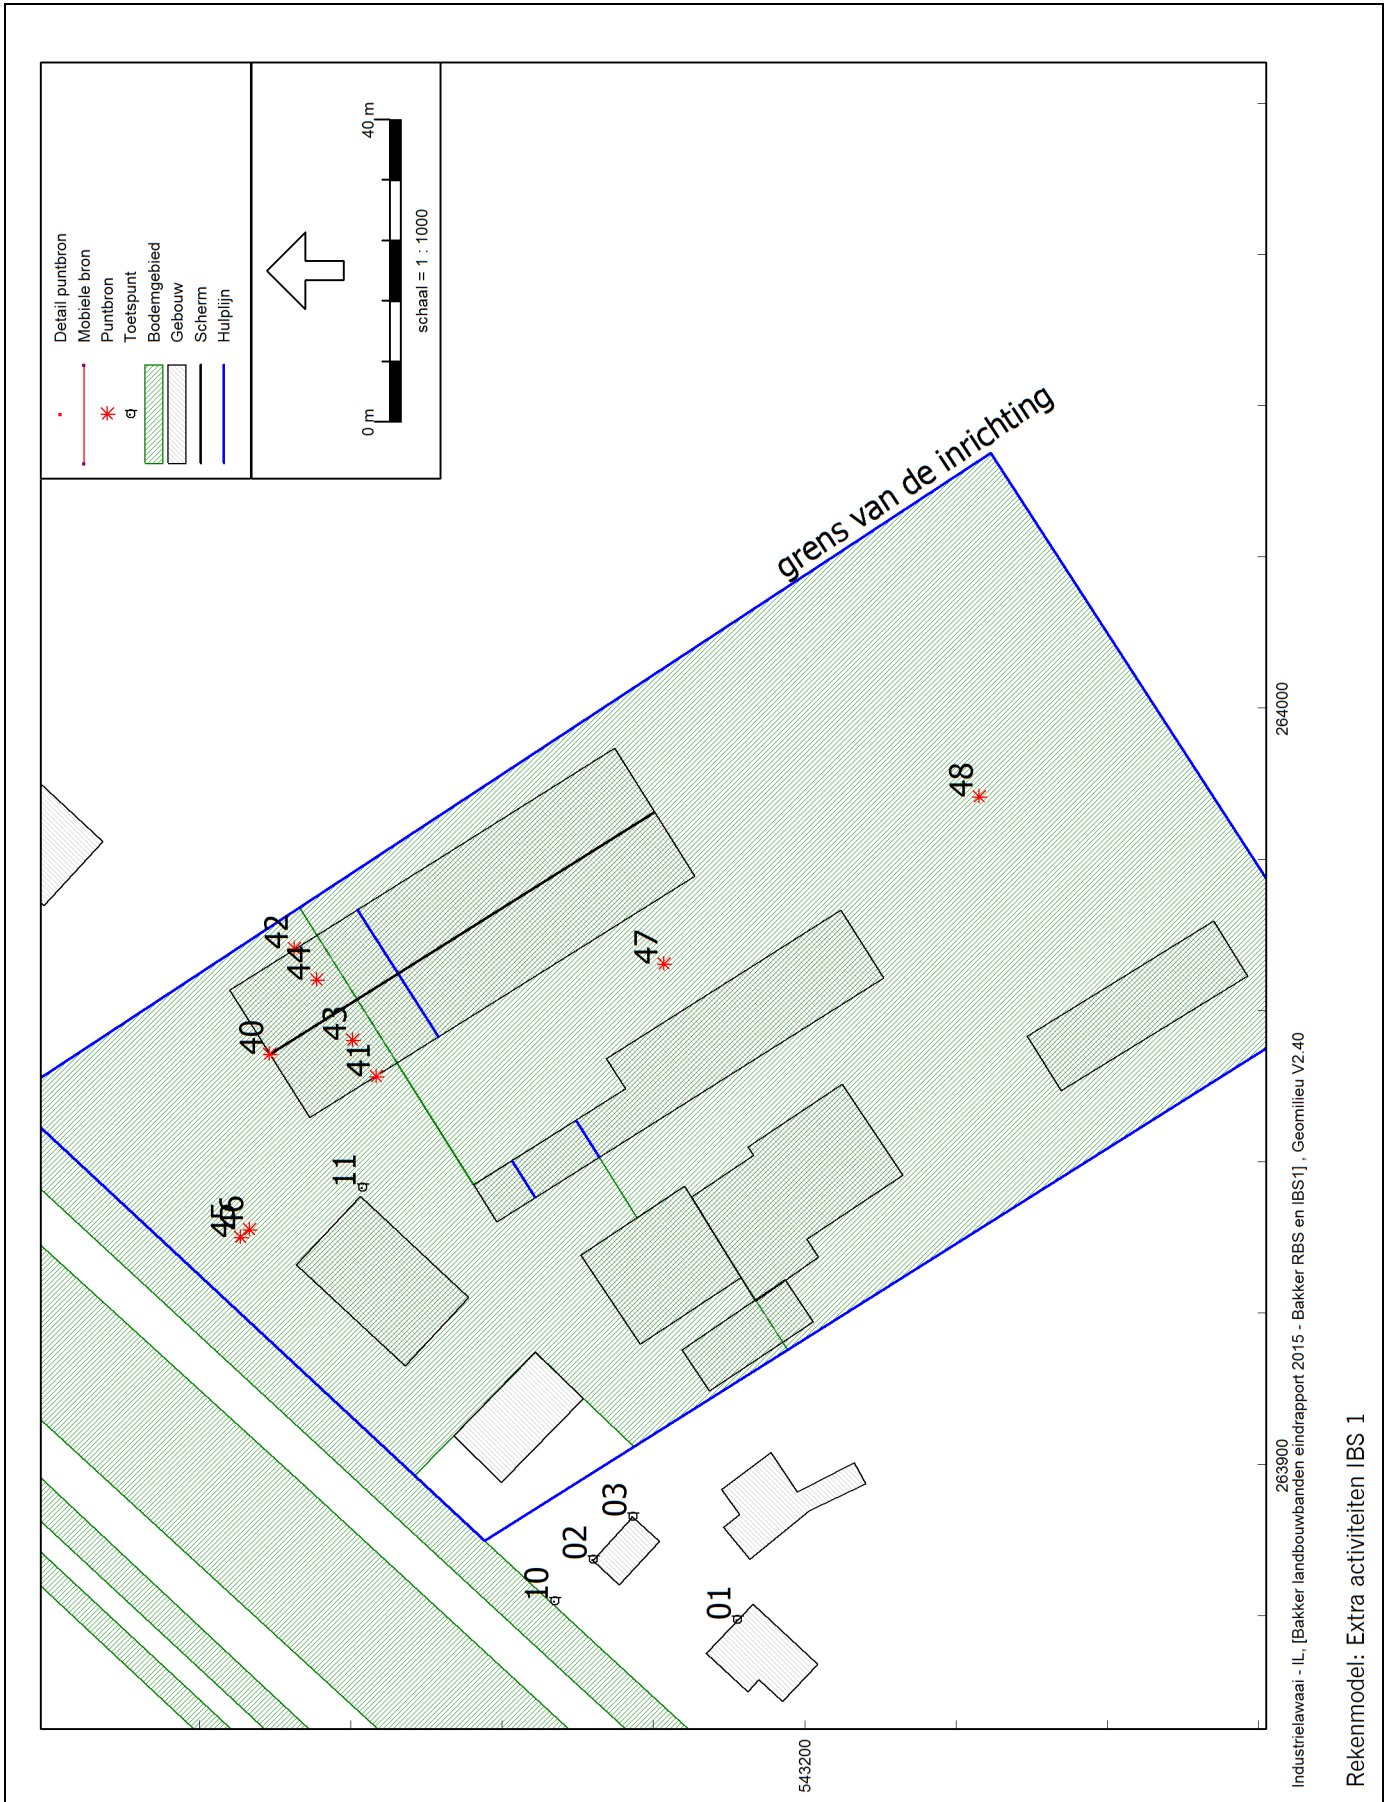 Detail puntbron
Mobiele bron
Puntbron
Toetspunt
Bodemgebied
Gebouw
Scherm
Hulplijn
0 m
40 m
schaal = 1 : 1000
grens van de inrichting
42
44
40
43
41
11
45
46
47
48
10
02
03
01
543200
263900
264000
Industrielawaai - IL, [Bakker landbouwbanden eindrapport 2015 - Bakker RBS en IBS1] , Geomilieu V2.40
Rekenmodel: Extra activiteiten IBS 1